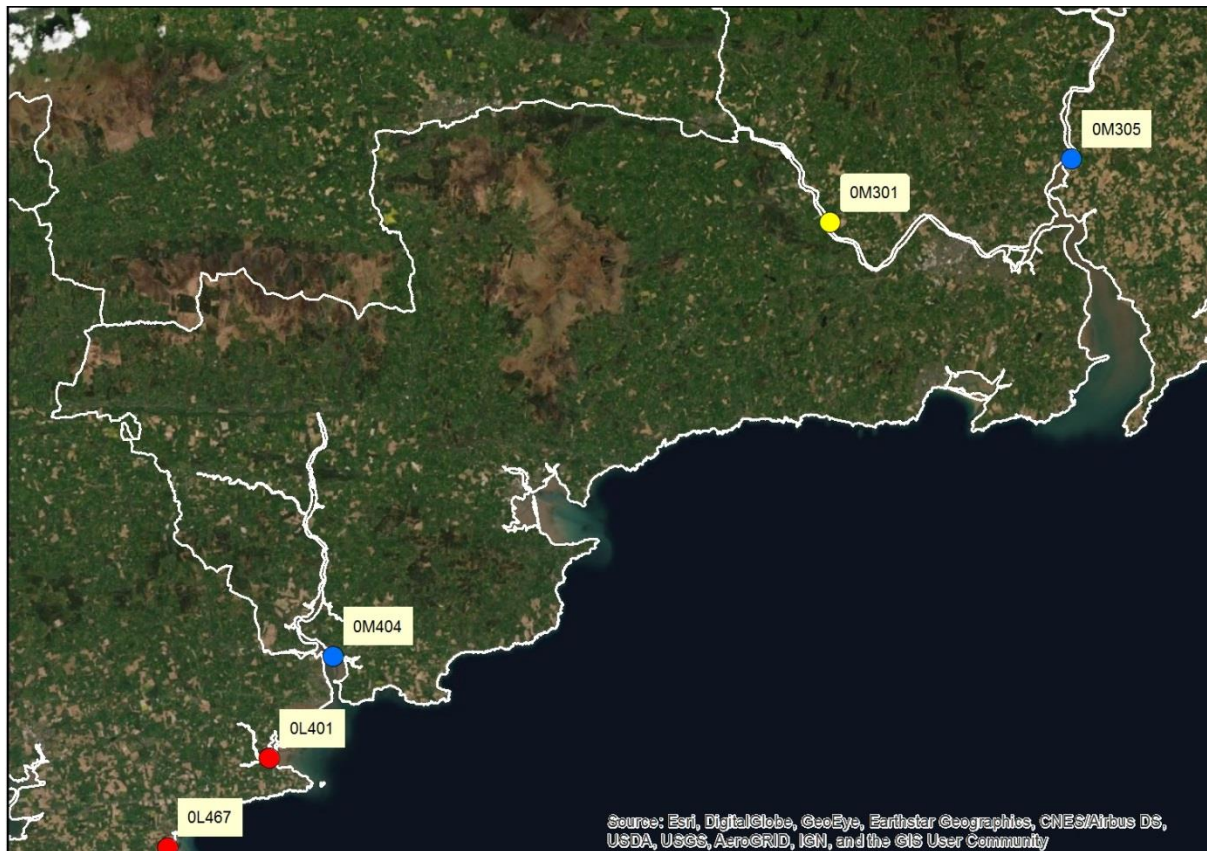 0M305
0M301
0M404
0L401
0L467
Source: Esri, DigitalGlobe, GeoEye, Earthstar Geographics, CNES/Airbus DS,
USDA, USGS, AeroGRID, IGN, and the GIS User Community